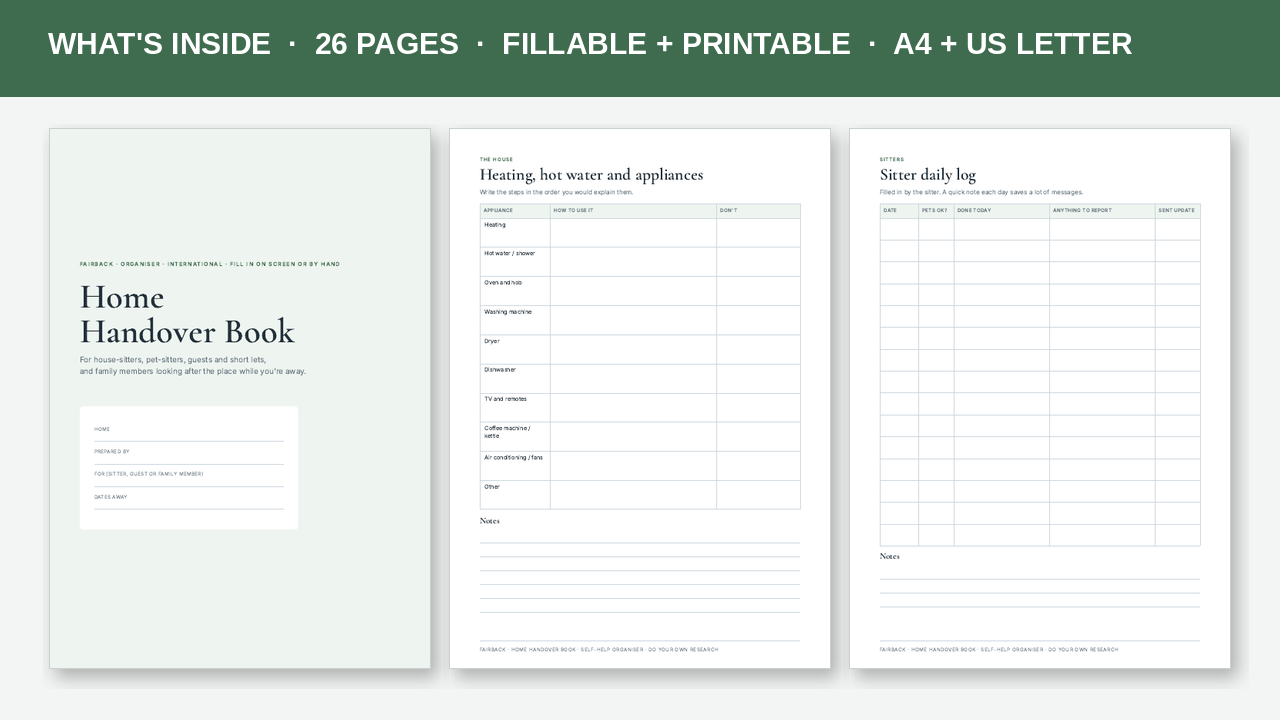 WHAT'S INSIDE · 26 PAGES · FILLABLE + PRINTABLE · A4 + US LETTER
FAIRBACK · ORGANISER · INTERNATIONAL · FILL IN ON SCREEN OR BY HAND
Home
Handover Book
For house-sitters, pet-sitters, guests and short lets,
and family members looking after the place while you're away.
HOME
PREPARED BY
FOR (SITTER, GUEST OR FAMILY MEMBER)
DATES AWAY
THE HOUSE
Heating, hot water and appliances
Write the steps in the order you would explain them.
APPLIANCE HOW TO USE IT DON'T
Heating
Hot water / shower
Oven and hob
Washing machine
Dryer
Dishwasher
TV and remotes
Coffee machine /
kettle
Air conditioning / fans
Other
Notes
FAIRBACK · HOME HANDOVER BOOK · SELF-HELP ORGANISER · DO YOUR OWN RESEARCH
SITTERS
Sitter daily log
Filled in by the sitter. A quick note each day saves a lot of messages.
DATE PETS OK? DONE TODAY ANYTHING TO REPORT SENT UPDATE
Notes
FAIRBACK · HOME HANDOVER BOOK · SELF-HELP ORGANISER · DO YOUR OWN RESEARCH